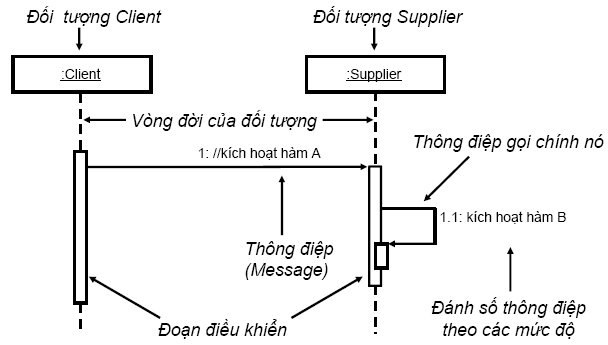 Đối tượng Client
Đối tượng Supplier
:Client
:Supplier
Vòng đời của đối tượng
Thông điệp gọi chính nó
1: //kích hoạt hàm A
1.1: kích hoạt hàm B
Thông điệp
(Message)
Đoạn điều khiển
Đánh số thông điệp
theo các mức độ